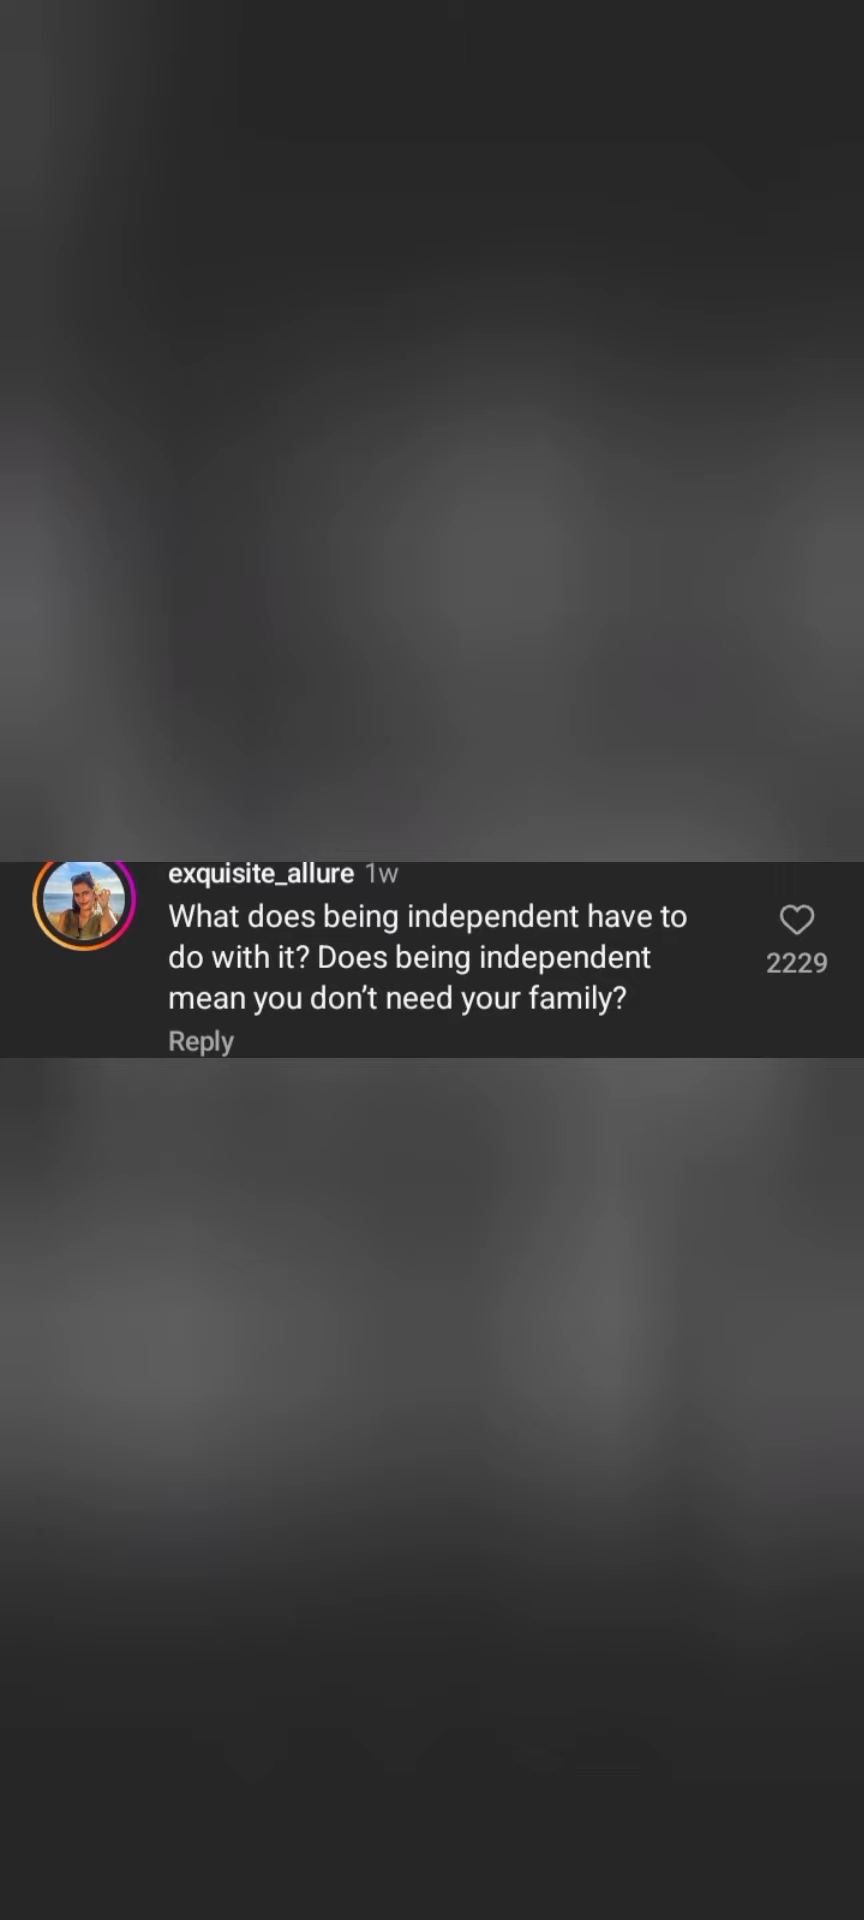 exquisite_allure 1w
What does being independent have to
do with it? Does being independent
mean you don’t need your family?
2229
Reply